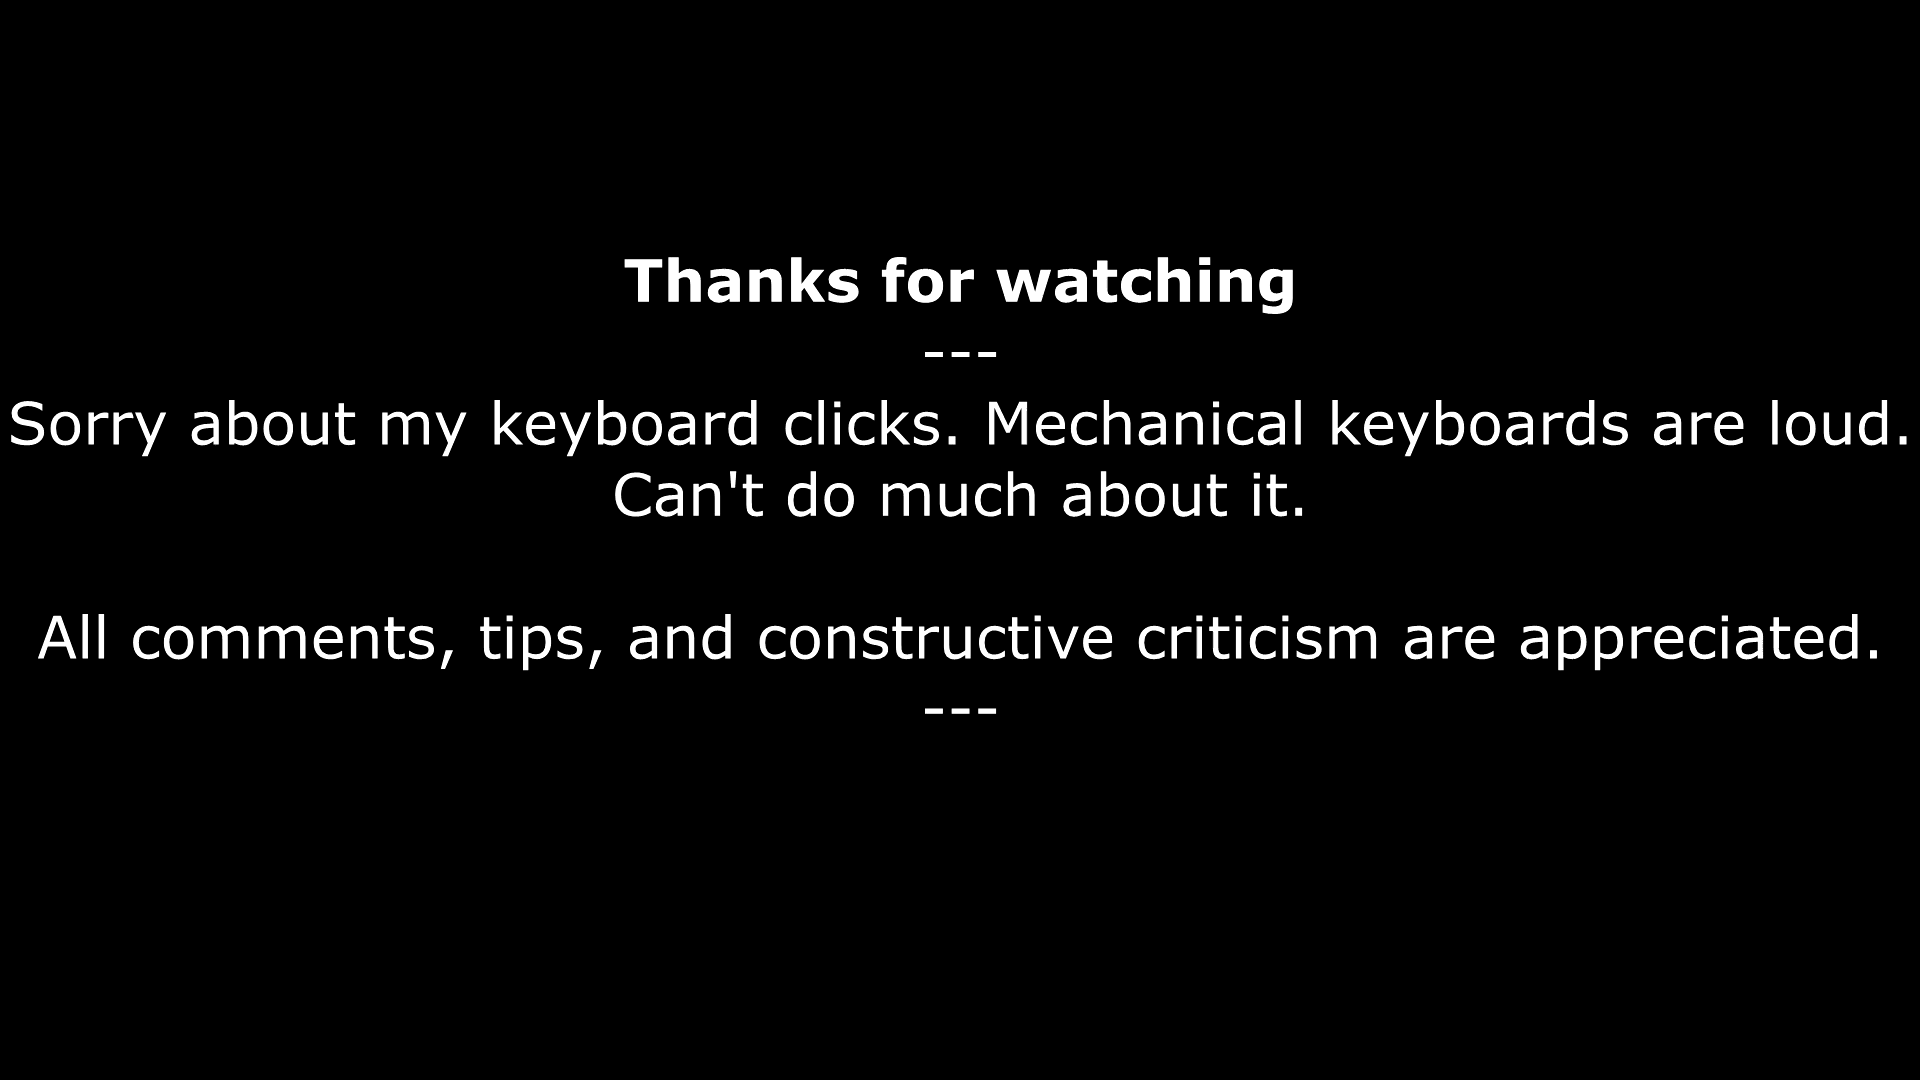 Thanks for watching
---
Sorry about my keyboard clicks. Mechanical keyboards are loud.
Can't do much about it.
All comments, tips, and constructive criticism are appreciated.
---